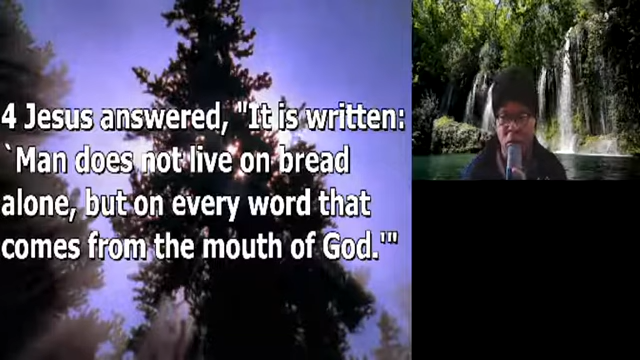 4 Jesus answered, "It is written:
`Man does not live on bread
alone, but on every word that
comes from the mouth of God.'"